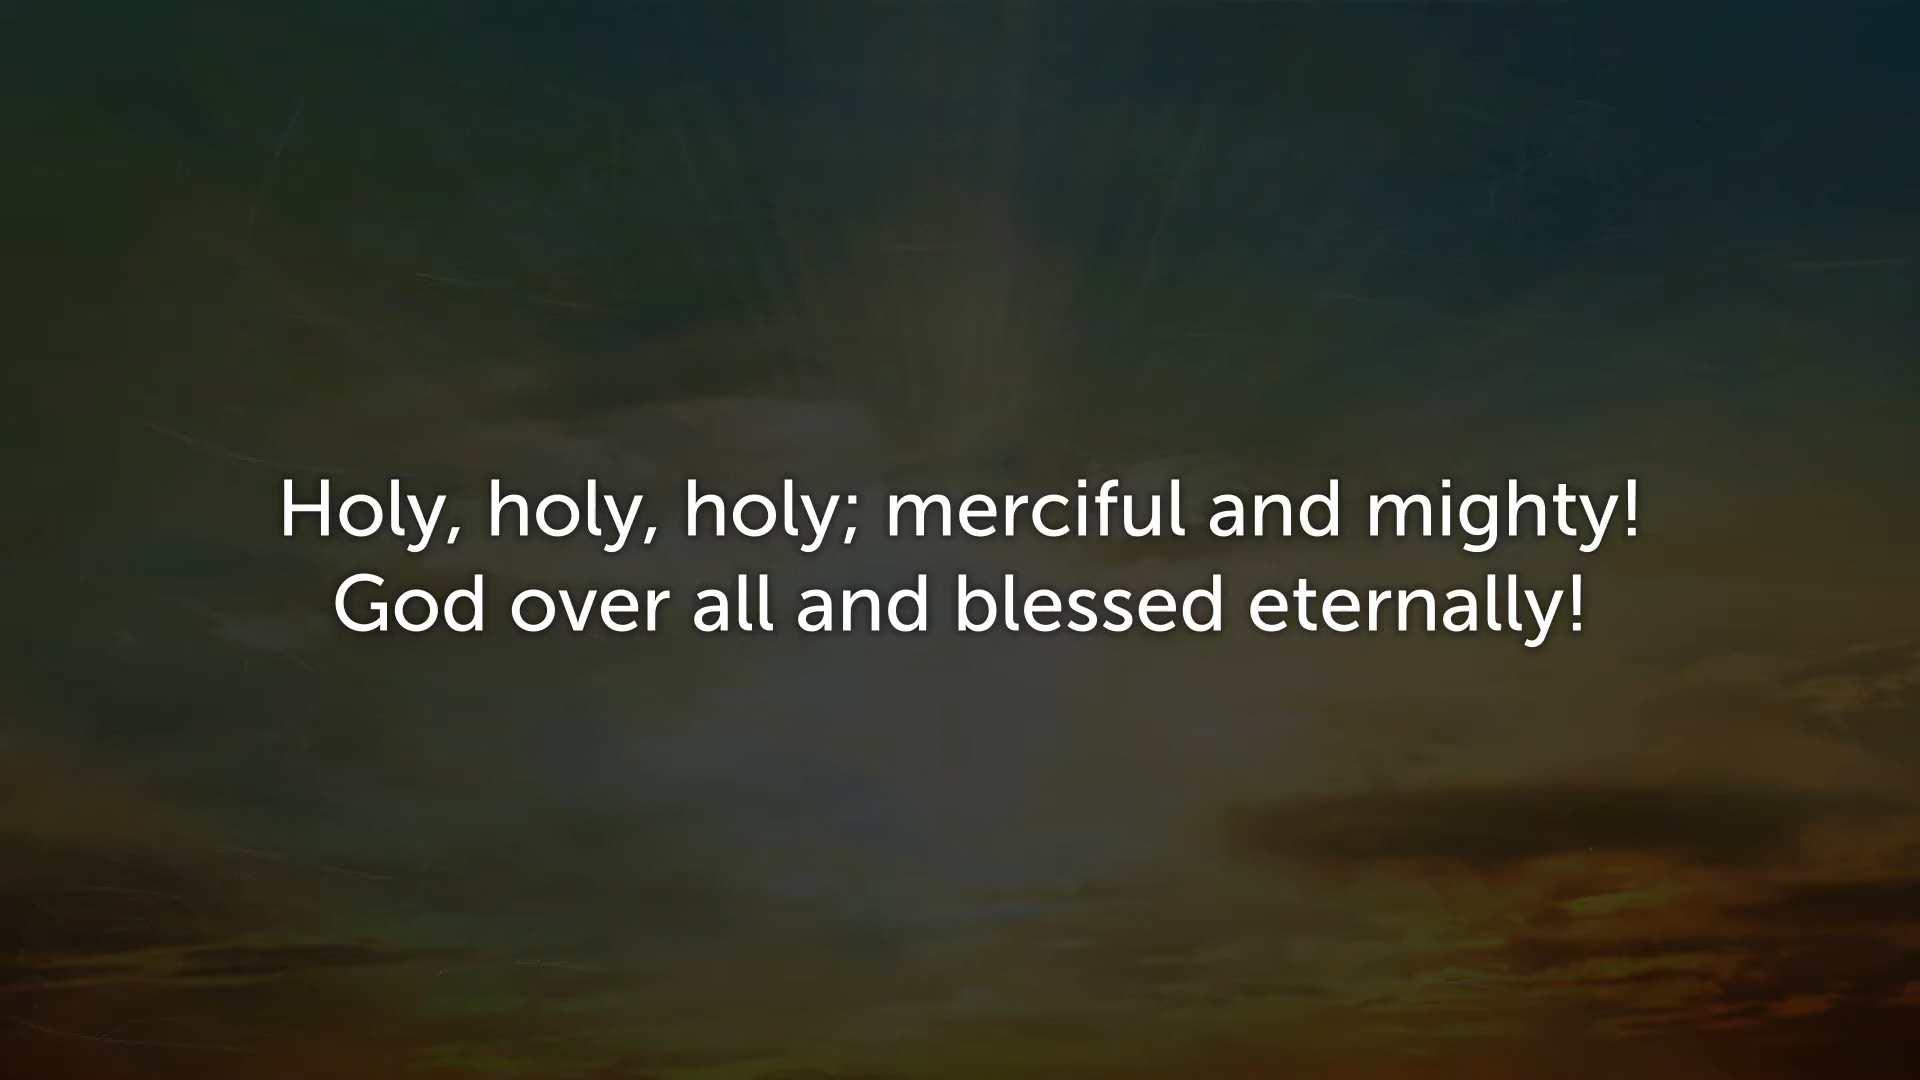 Holy, holy, holy; merciful and mighty!
God over all and blessed eternally!